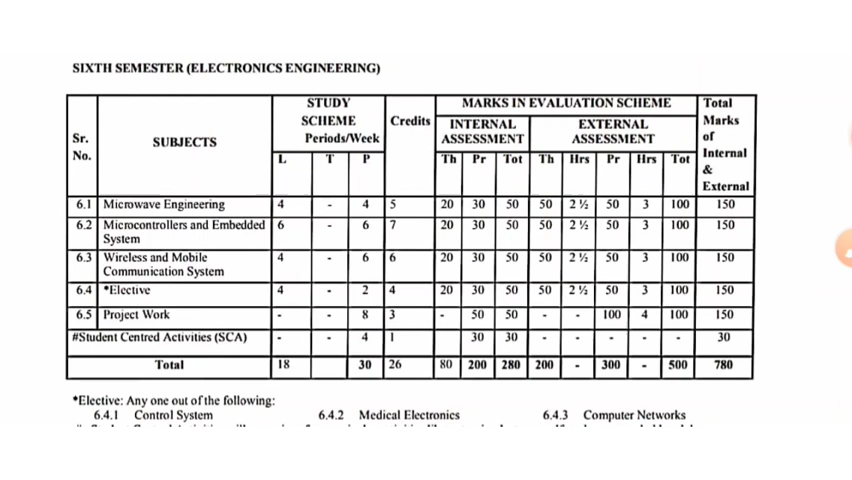 SIXTH SEMESTER (ELECTRONICS ENGINEERING)
Sr. No. SUBJECTS STUDY SCHEME Periods/Week Credits MARKS IN EVALUATION SCHEME Total Marks of Internal & External
INTERNAL ASSESSMENT EXTERNAL ASSESSMENT
L T P Th Pr Tot Th Hrs Pr Hrs Tot
6.1 Microwave Engineering 4 - 4 5 20 30 50 50 2 ½ 50 3 100 150
6.2 Microcontrollers and Embedded System 6 - 6 7 20 30 50 50 2 ½ 50 3 100 150
6.3 Wireless and Mobile Communication System 4 - 6 6 20 30 50 50 2 ½ 50 3 100 150
6.4 *Elective 4 - 2 4 20 30 50 50 2 ½ 50 3 100 150
6.5 Project Work - - 8 3 - 50 50 - - 100 4 100 150
#Student Centred Activities (SCA) - - 4 1 30 30 - - - - - 30
Total 18 30 26 80 200 280 200 - 300 - 500 780
*Elective: Any one out of the following:
6.4.1 Control System 6.4.2 Medical Electronics 6.4.3 Computer Networks